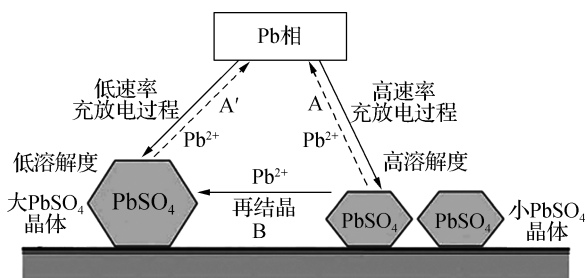 Pb相
低速率
充放电过程
A′
Pb²⁺
A
Pb²⁺
高速率
充放电过程
低溶解度
高溶解度
大PbSO₄
晶体
PbSO₄
Pb²⁺
再结晶
B
PbSO₄
PbSO₄
小PbSO₄
晶体